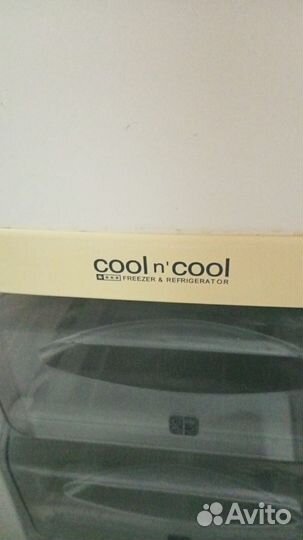 cool n' cool
FREEZER & REFRIGERATOR
Avito